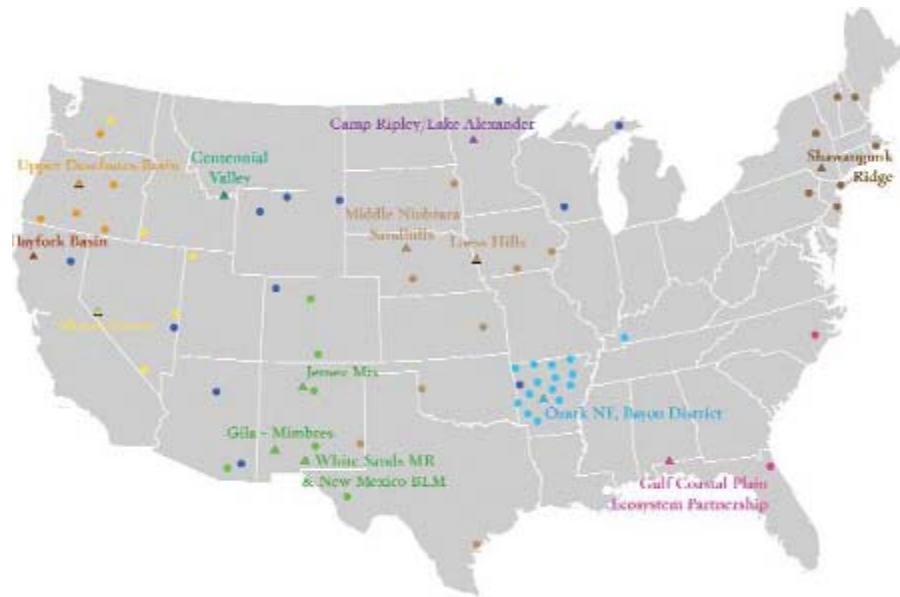 Camp Ripley/Lake Alexander
Upper Deschutes Basin
Centennial
Valley
Shawangunk
Ridge
Middle Niobrara
Sandhills
Loess Hills
Hayfork Basin
Jemez Mts
Ozark NF, Bayou District
Gila - Mimbres
White Sands MR
& New Mexico BLM
Gulf Coastal Plain
Ecosystem Partnership